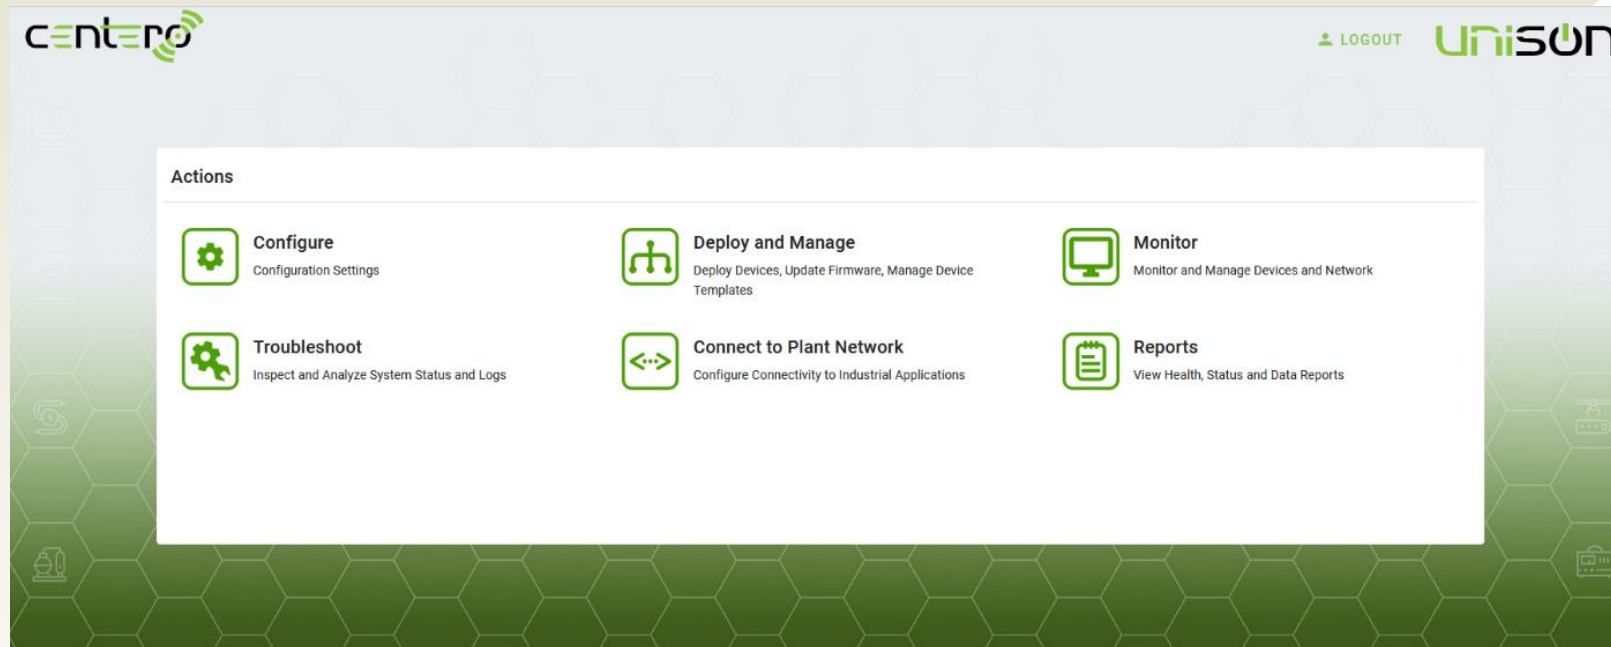 centero
LOGOUT
unison
Actions
Configure
Configuration Settings
Deploy and Manage
Deploy Devices, Update Firmware, Manage Device
Templates
Monitor
Monitor and Manage Devices and Network
Troubleshoot
Inspect and Analyze System Status and Logs
Connect to Plant Network
Configure Connectivity to Industrial Applications
Reports
View Health, Status and Data Reports